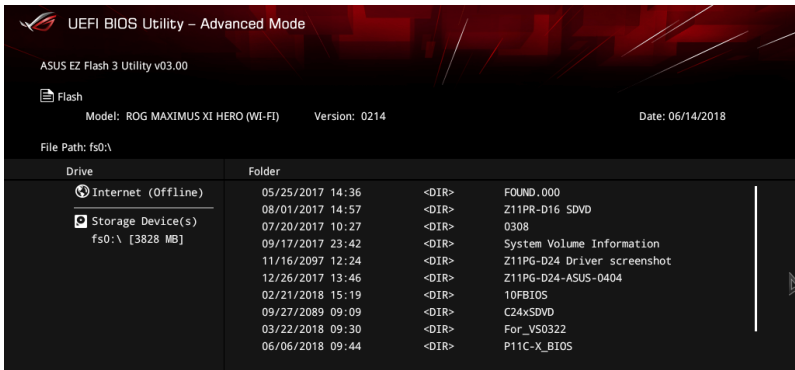 UEFI BIOS Utility – Advanced Mode
ASUS EZ Flash 3 Utility v03.00
Flash
Model: ROG MAXIMUS XI HERO (WI-FI) Version: 0214 Date: 06/14/2018
File Path: fs0:\
Drive Folder
Internet (Offline) 05/25/2017 14:36 <DIR> FOUND.000
08/01/2017 14:57 <DIR> Z11PR-D16 SDVD
Storage Device(s) 07/20/2017 10:27 <DIR> 0308
fs0:\ [3828 MB] 09/17/2017 23:42 <DIR> System Volume Information
11/16/2097 12:24 <DIR> Z11PG-D24 Driver screenshot
12/26/2017 13:46 <DIR> Z11PG-D24-ASUS-0404
02/21/2018 15:19 <DIR> 10FBIOS
09/27/2089 09:09 <DIR> C24xSDVD
03/22/2018 09:30 <DIR> For_VS0322
06/06/2018 09:44 <DIR> P11C-X_BIOS